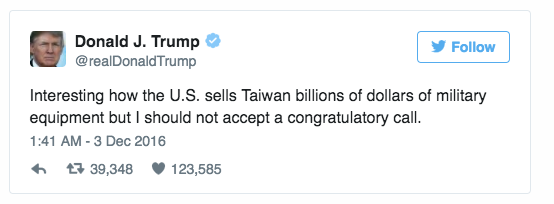 Donald J. Trump
@realDonaldTrump
Follow
Interesting how the U.S. sells Taiwan billions of dollars of military
equipment but I should not accept a congratulatory call.
1:41 AM - 3 Dec 2016
39,348 123,585